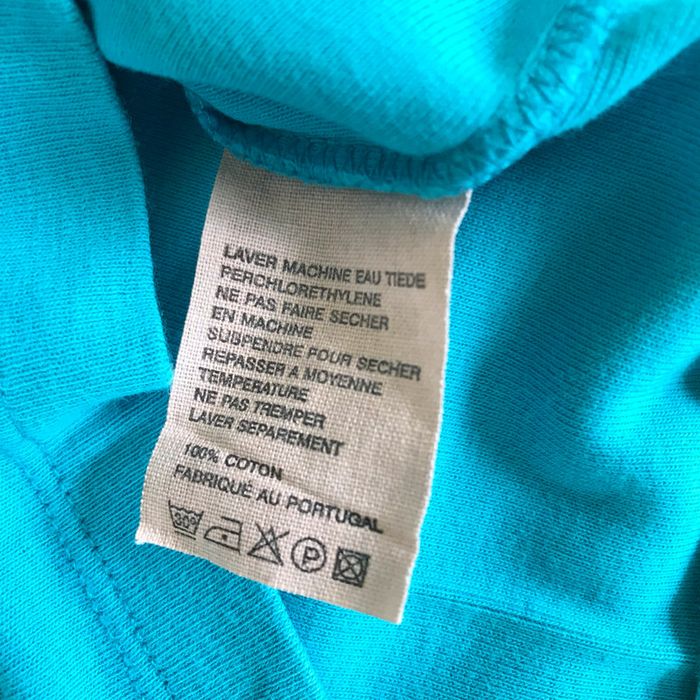 LAVER MACHINE EAU TIEDE
PERCHLORETHYLENE
NE PAS FAIRE SECHER
EN MACHINE
SUSPENDRE POUR SECHER
REPASSER A MOYENNE
TEMPERATURE
NE PAS TREMPER
LAVER SEPAREMENT
100% COTON
FABRIQUÉ AU PORTUGAL
30° P